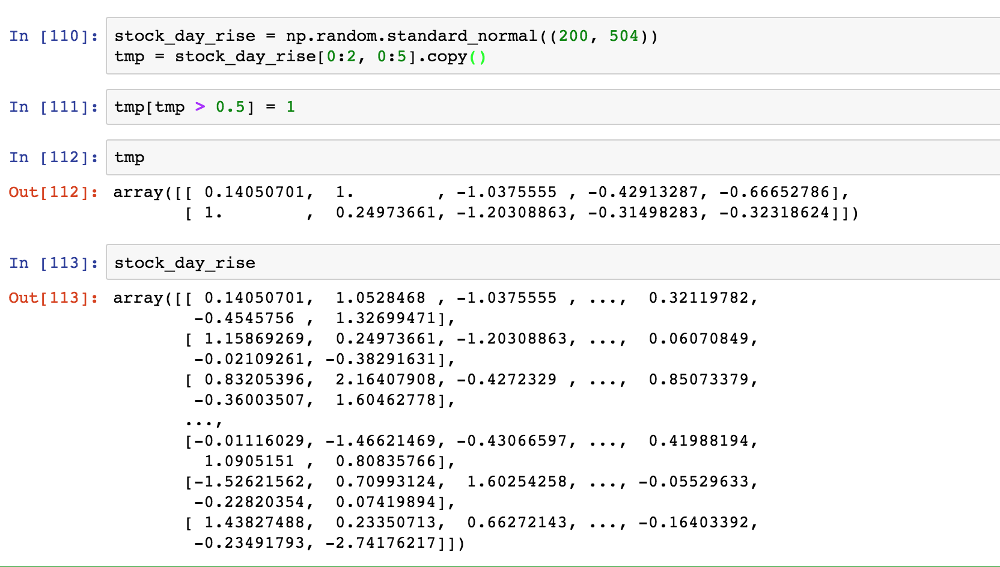 In [110]: stock_day_rise = np.random.standard_normal((200, 504))
tmp = stock_day_rise[0:2, 0:5].copy()
In [111]: tmp[tmp > 0.5] = 1
In [112]: tmp
Out[112]: array([[ 0.14050701,  1.        , -1.0375555 , -0.42913287, -0.66652786],
[ 1.        ,  0.24973661, -1.20308863, -0.31498283, -0.32318624]])
In [113]: stock_day_rise
Out[113]: array([[ 0.14050701,  1.0528468 , -1.0375555 , ...,  0.32119782,
-0.4545756 ,  1.32699471],
[ 1.15869269,  0.24973661, -1.20308863, ...,  0.06070849,
-0.02109261, -0.38291631],
[ 0.83205396,  2.16407908, -0.4272329 , ...,  0.85073379,
-0.36003507,  1.60462778],
...,
[-0.01116029, -1.46621469, -0.43066597, ...,  0.41988194,
1.0905151 ,  0.80835766],
[-1.52621562,  0.70993124,  1.60254258, ..., -0.05529633,
-0.22820354,  0.07419894],
[ 1.43827488,  0.23350713,  0.66272143, ..., -0.16403392,
-0.23491793, -2.74176217]])